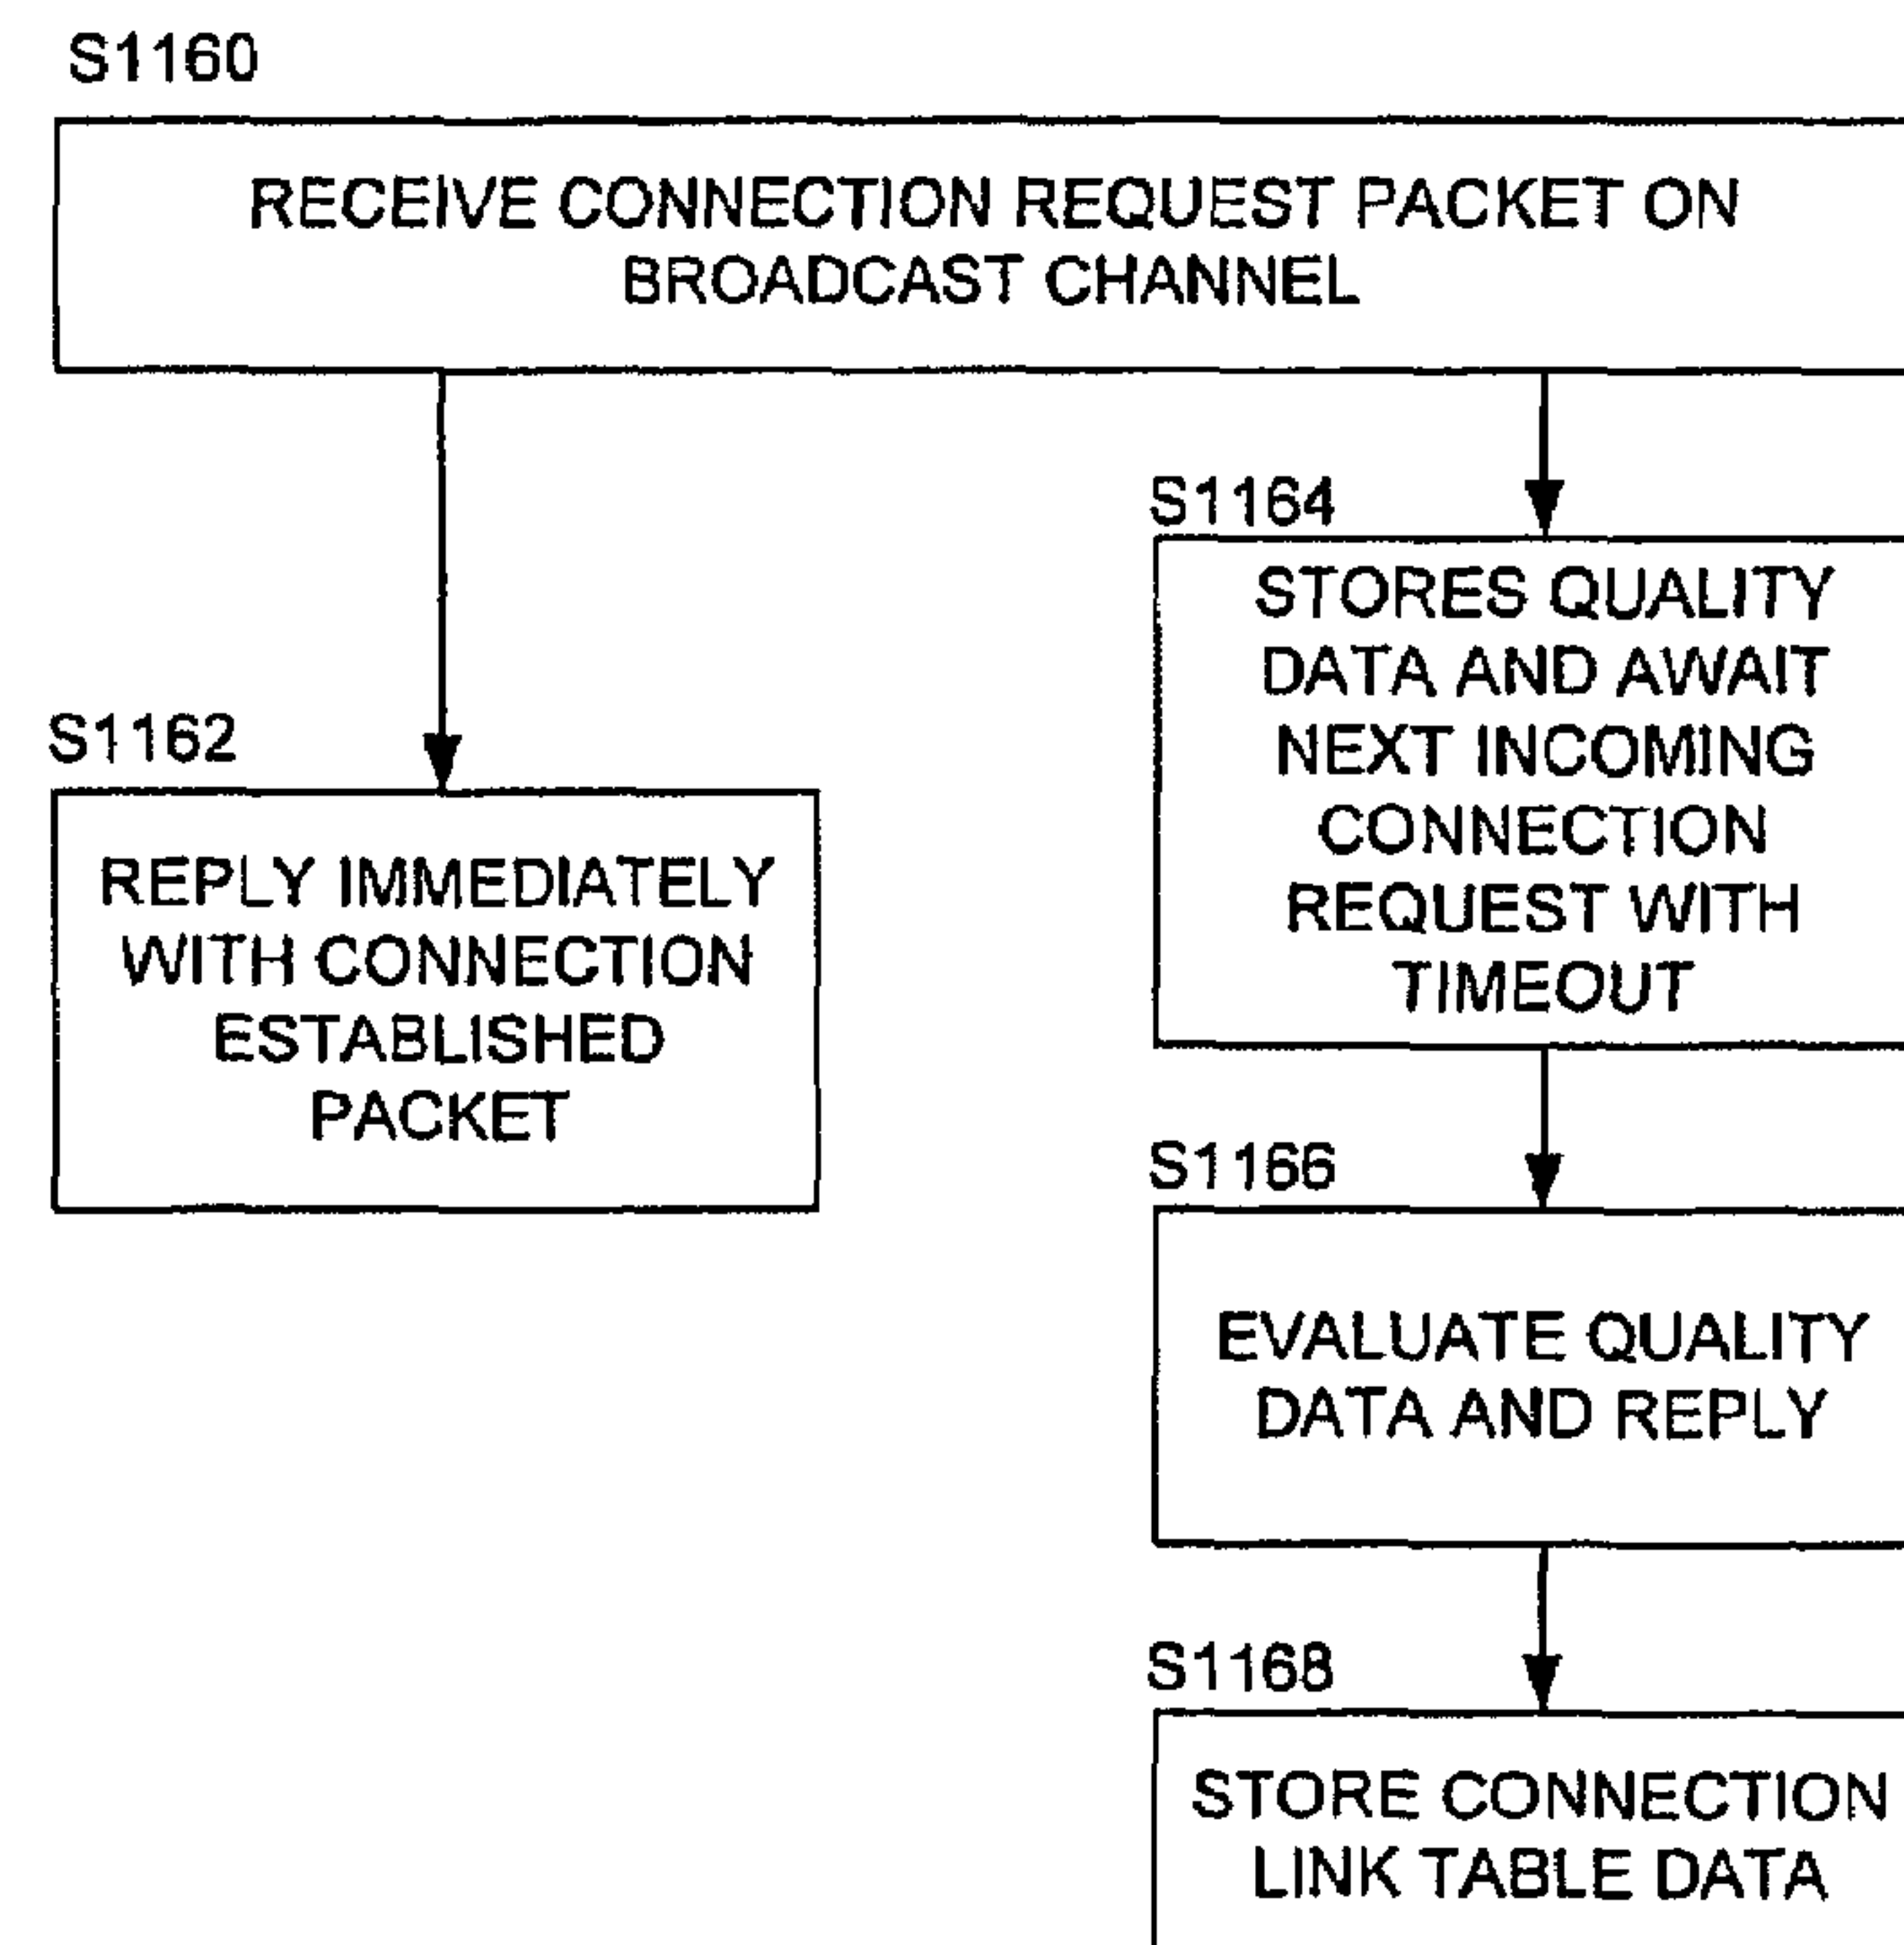 S1160
RECEIVE CONNECTION REQUEST PACKET ON
BROADCAST CHANNEL
S1162
REPLY IMMEDIATELY
WITH CONNECTION
ESTABLISHED
PACKET
S1164
STORES QUALITY
DATA AND AWAIT
NEXT INCOMING
CONNECTION
REQUEST WITH
TIMEOUT
S1166
EVALUATE QUALITY
DATA AND REPLY
S1168
STORE CONNECTION
LINK TABLE DATA